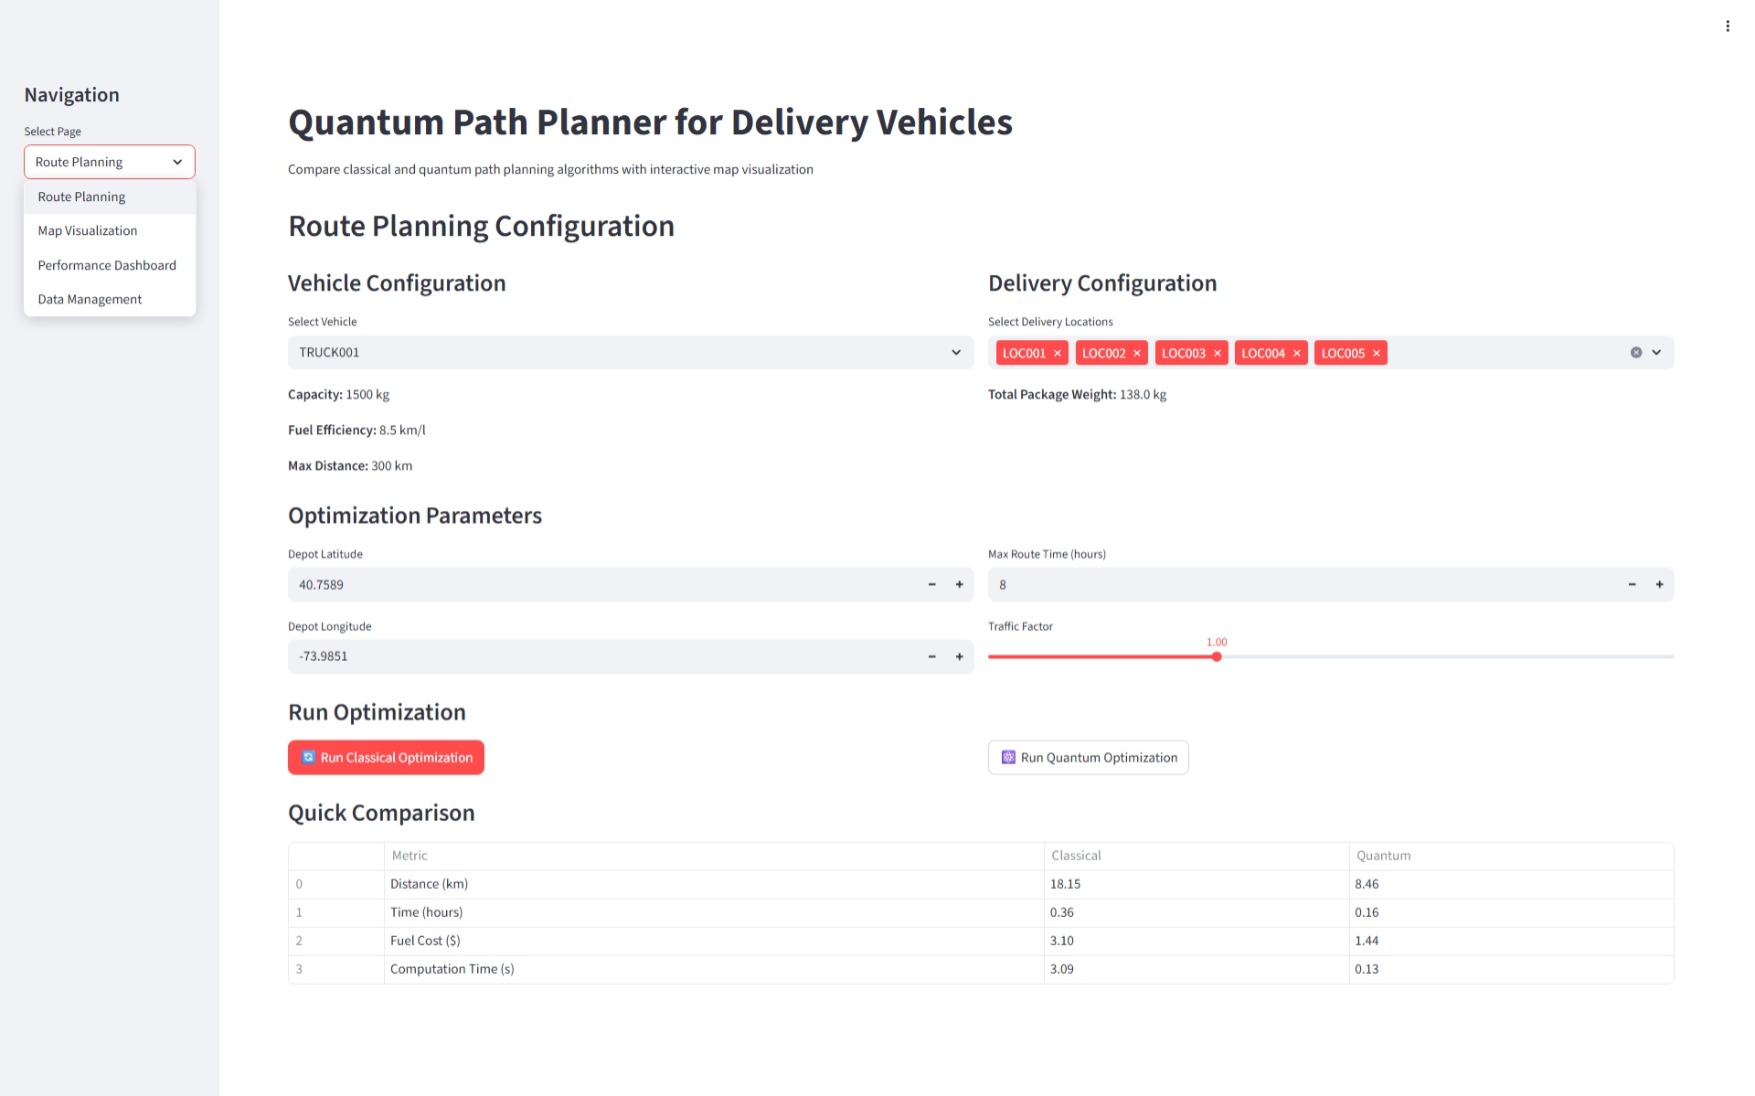 Navigation
Select Page
Route Planning
Route Planning
Map Visualization
Performance Dashboard
Data Management
Quantum Path Planner for Delivery Vehicles
Compare classical and quantum path planning algorithms with interactive map visualization
Route Planning Configuration
Vehicle Configuration
Select Vehicle
TRUCK001
Capacity: 1500 kg
Fuel Efficiency: 8.5 km/l
Max Distance: 300 km
Delivery Configuration
Select Delivery Locations
LOC001 × LOC002 × LOC003 × LOC004 × LOC005 ×
Total Package Weight: 138.0 kg
Optimization Parameters
Depot Latitude
40.7589
Depot Longitude
-73.9851
Max Route Time (hours)
8
Traffic Factor
1.00
Run Optimization
Run Classical Optimization
Run Quantum Optimization
Quick Comparison
Metric Classical Quantum
0 Distance (km) 18.15 8.46
1 Time (hours) 0.36 0.16
2 Fuel Cost ($) 3.10 1.44
3 Computation Time (s) 3.09 0.13